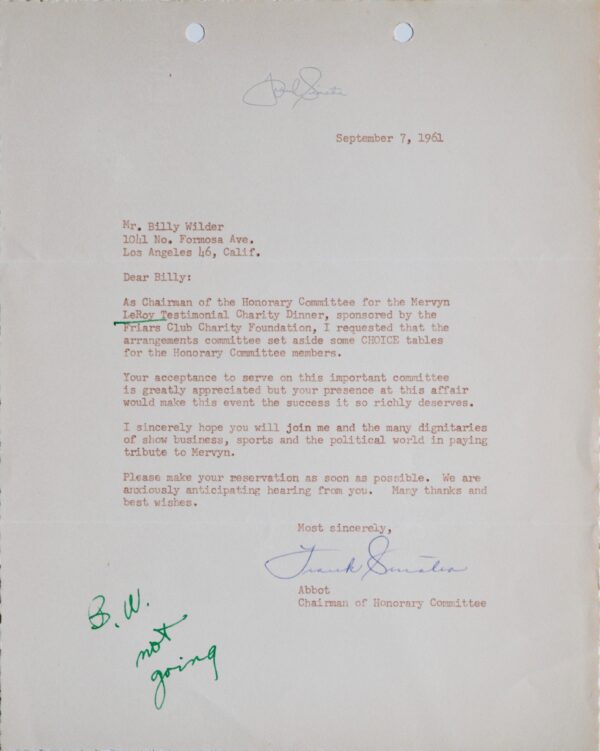 Frank Sinatra
September 7, 1961
Mr. Billy Wilder
1041 No. Formosa Ave.
Los Angeles 46, Calif.
Dear Billy:
As Chairman of the Honorary Committee for the Mervyn
LeRoy Testimonial Charity Dinner, sponsored by the
Friars Club Charity Foundation, I requested that the
arrangements committee set aside some CHOICE tables
for the Honorary Committee members.
Your acceptance to serve on this important committee
is greatly appreciated but your presence at this affair
would make this event the success it so richly deserves.
I sincerely hope you will join me and the many dignitaries
of show business, sports and the political world in paying
tribute to Mervyn.
Please make your reservation as soon as possible. We are
anxiously anticipating hearing from you. Many thanks and
best wishes.
Most sincerely,
Frank Sinatra
Abbot
Chairman of Honorary Committee
B.W.
not
going